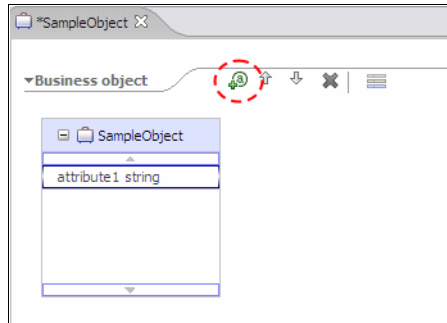 *SampleObject
Business object
a
SampleObject
attribute1 string